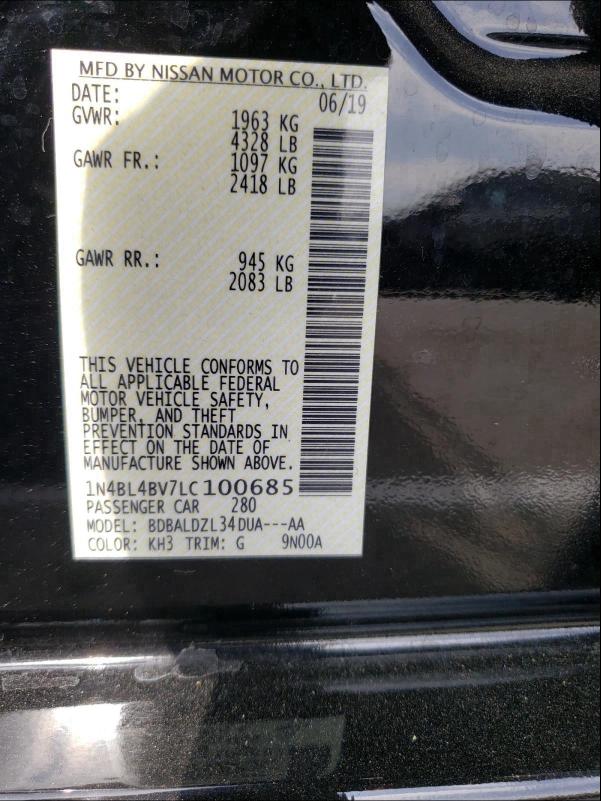 MFD BY NISSAN MOTOR CO., LTD.
DATE: 06/19
GVWR: 1963 KG
4328 LB
GAWR FR.: 1097 KG
2418 LB
GAWR RR.: 945 KG
2083 LB
THIS VEHICLE CONFORMS TO
ALL APPLICABLE FEDERAL
MOTOR VEHICLE SAFETY,
BUMPER, AND THEFT
PREVENTION STANDARDS IN
EFFECT ON THE DATE OF
MANUFACTURE SHOWN ABOVE.
1N4BL4BV7LC100685
PASSENGER CAR 280
MODEL: BDBALDZL34DUA---AA
COLOR: KH3 TRIM: G 9N00A